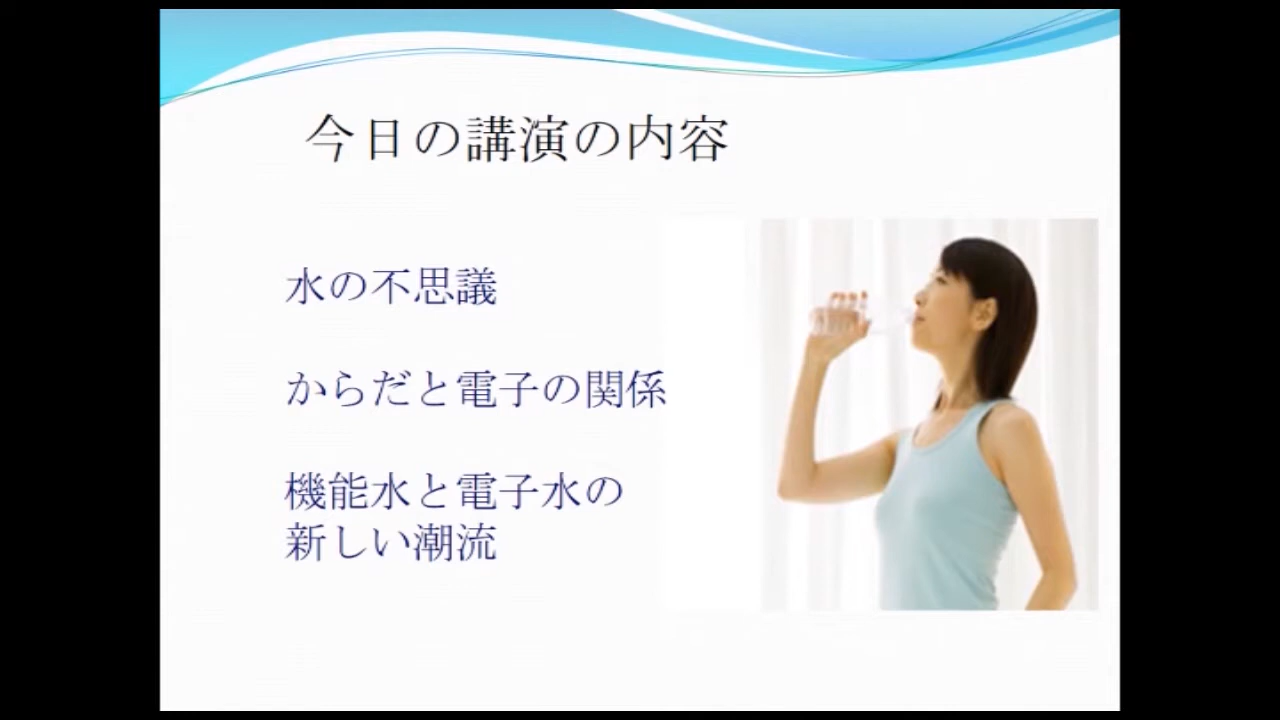 今日の講演の内容
水の不思議
からだと電子の関係
機能水と電子水の
新しい潮流